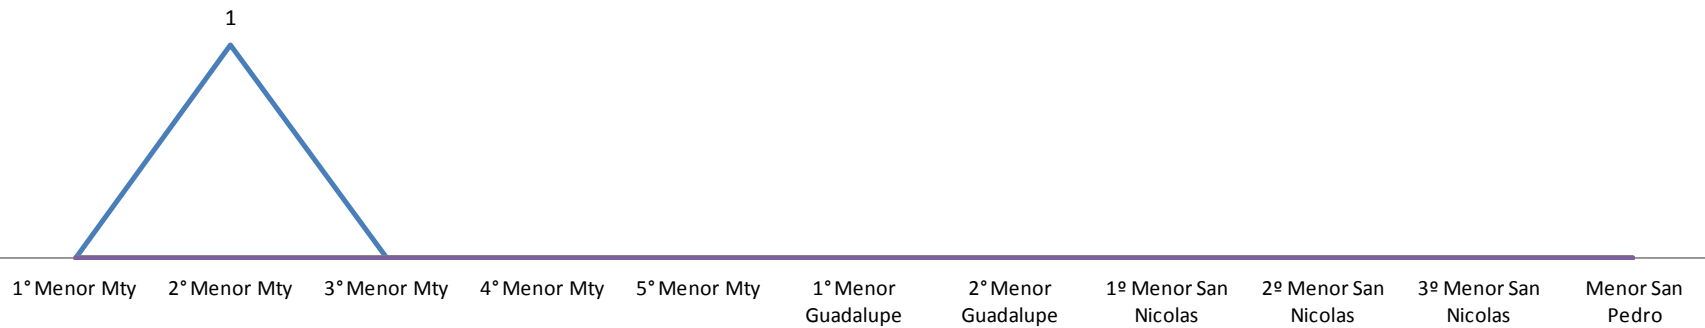 1
1° Menor Mty
2° Menor Mty
3° Menor Mty
4° Menor Mty
5° Menor Mty
1° Menor
Guadalupe
2° Menor
Guadalupe
1º Menor San
Nicolas
2º Menor San
Nicolas
3º Menor San
Nicolas
Menor San
Pedro